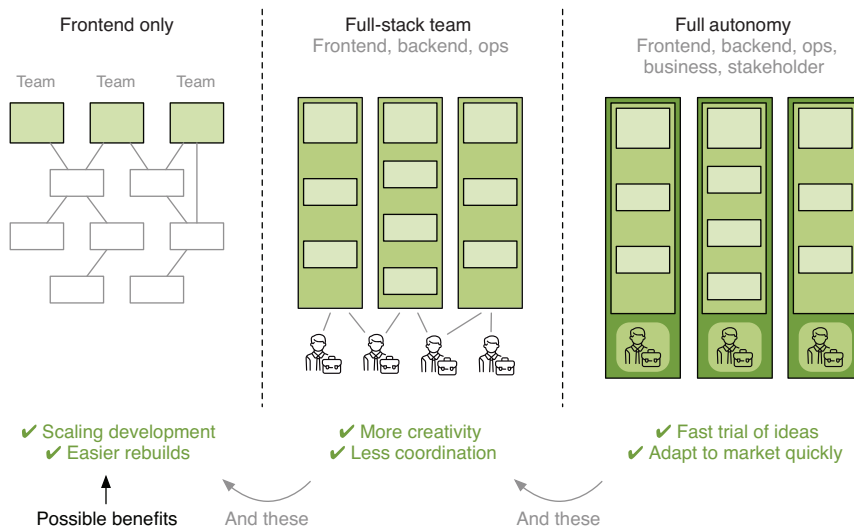 Frontend only
Team
Team
Team
✔ Scaling development
✔ Easier rebuilds
Possible benefits
Full-stack team
Frontend, backend, ops
✔ More creativity
✔ Less coordination
And these
Full autonomy
Frontend, backend, ops,
business, stakeholder
✔ Fast trial of ideas
✔ Adapt to market quickly
And these